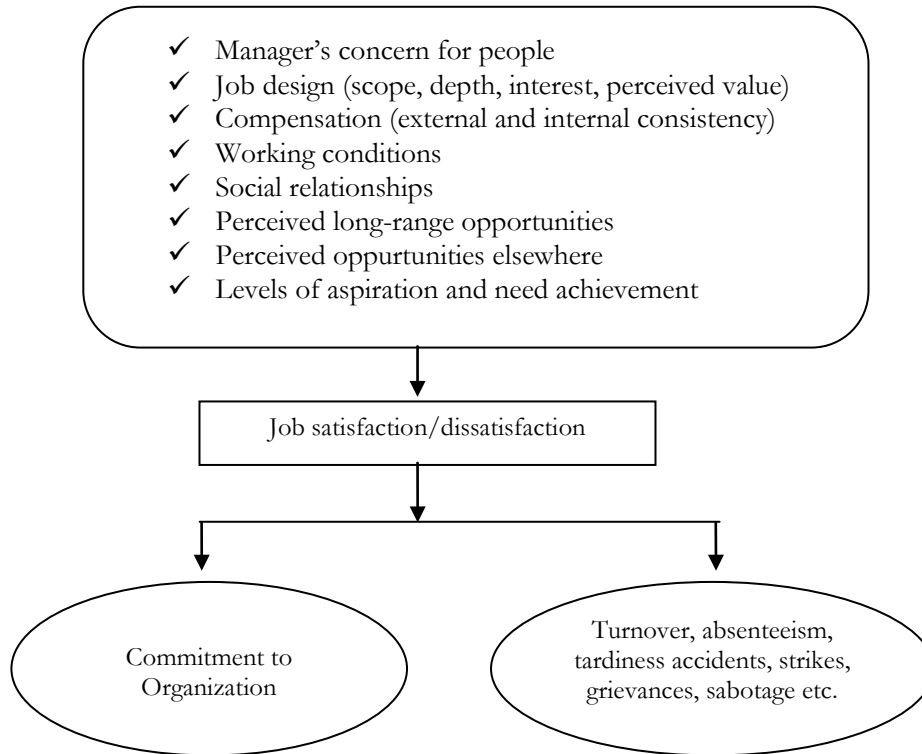 ✓ Manager’s concern for people
✓ Job design (scope, depth, interest, perceived value)
✓ Compensation (external and internal consistency)
✓ Working conditions
✓ Social relationships
✓ Perceived long-range opportunities
✓ Perceived oppurtunities elsewhere
✓ Levels of aspiration and need achievement
Job satisfaction/dissatisfaction
Commitment to
Organization
Turnover, absenteeism,
tardiness accidents, strikes,
grievances, sabotage etc.